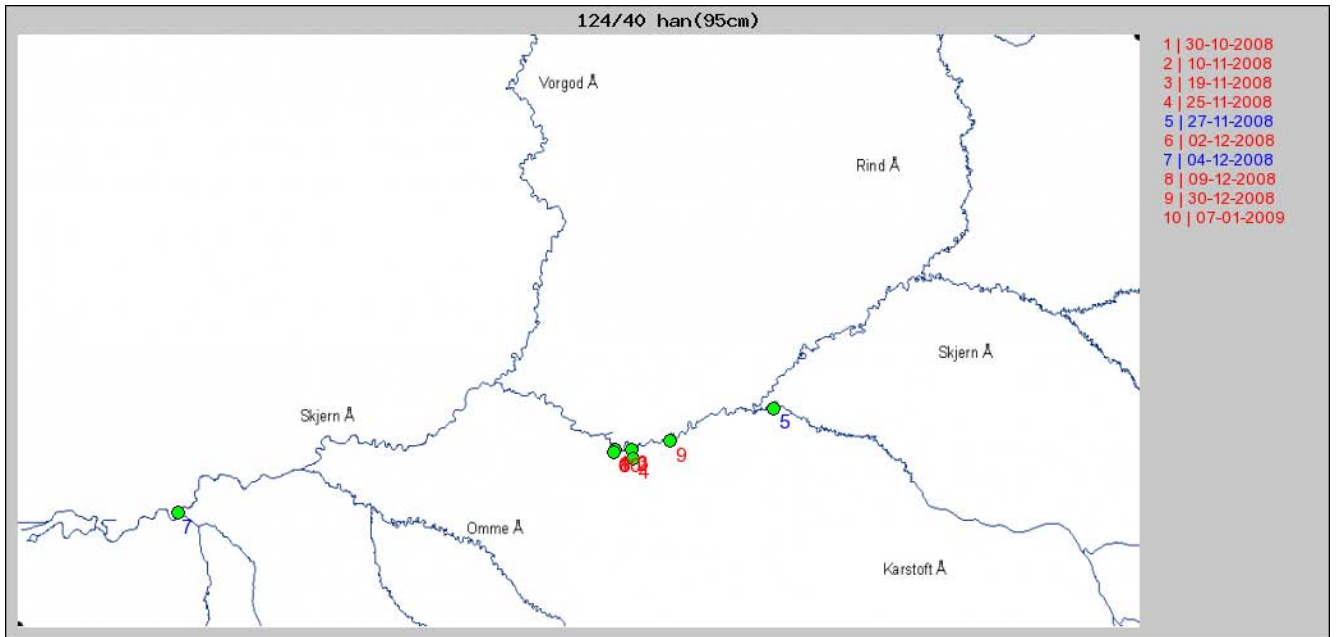 124/40 han(95cm)
1 | 30-10-2008
2 | 10-11-2008
3 | 19-11-2008
4 | 25-11-2008
5 | 27-11-2008
6 | 02-12-2008
7 | 04-12-2008
8 | 09-12-2008
9 | 30-12-2008
10 | 07-01-2009
Vorgod Å
Rind Å
Skjern Å
Skjern Å
5
9
4
7
Omme Å
Karstoft Å